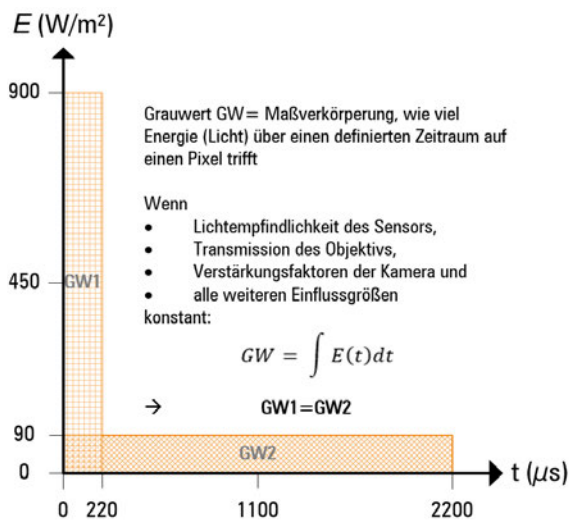 E (W/m²)
900
Grauwert GW= Maßverkörperung, wie viel
Energie (Licht) über einen definierten Zeitraum auf
einen Pixel trifft
Wenn
• Lichtempfindlichkeit des Sensors,
• Transmission des Objektivs,
450
GW1
• Verstärkungsfaktoren der Kamera und
• alle weiteren Einflussgrößen
konstant:
GW = ∫ E(t)dt
→ GW1=GW2
90
GW2
0
t (µs)
0 220 1100 2200